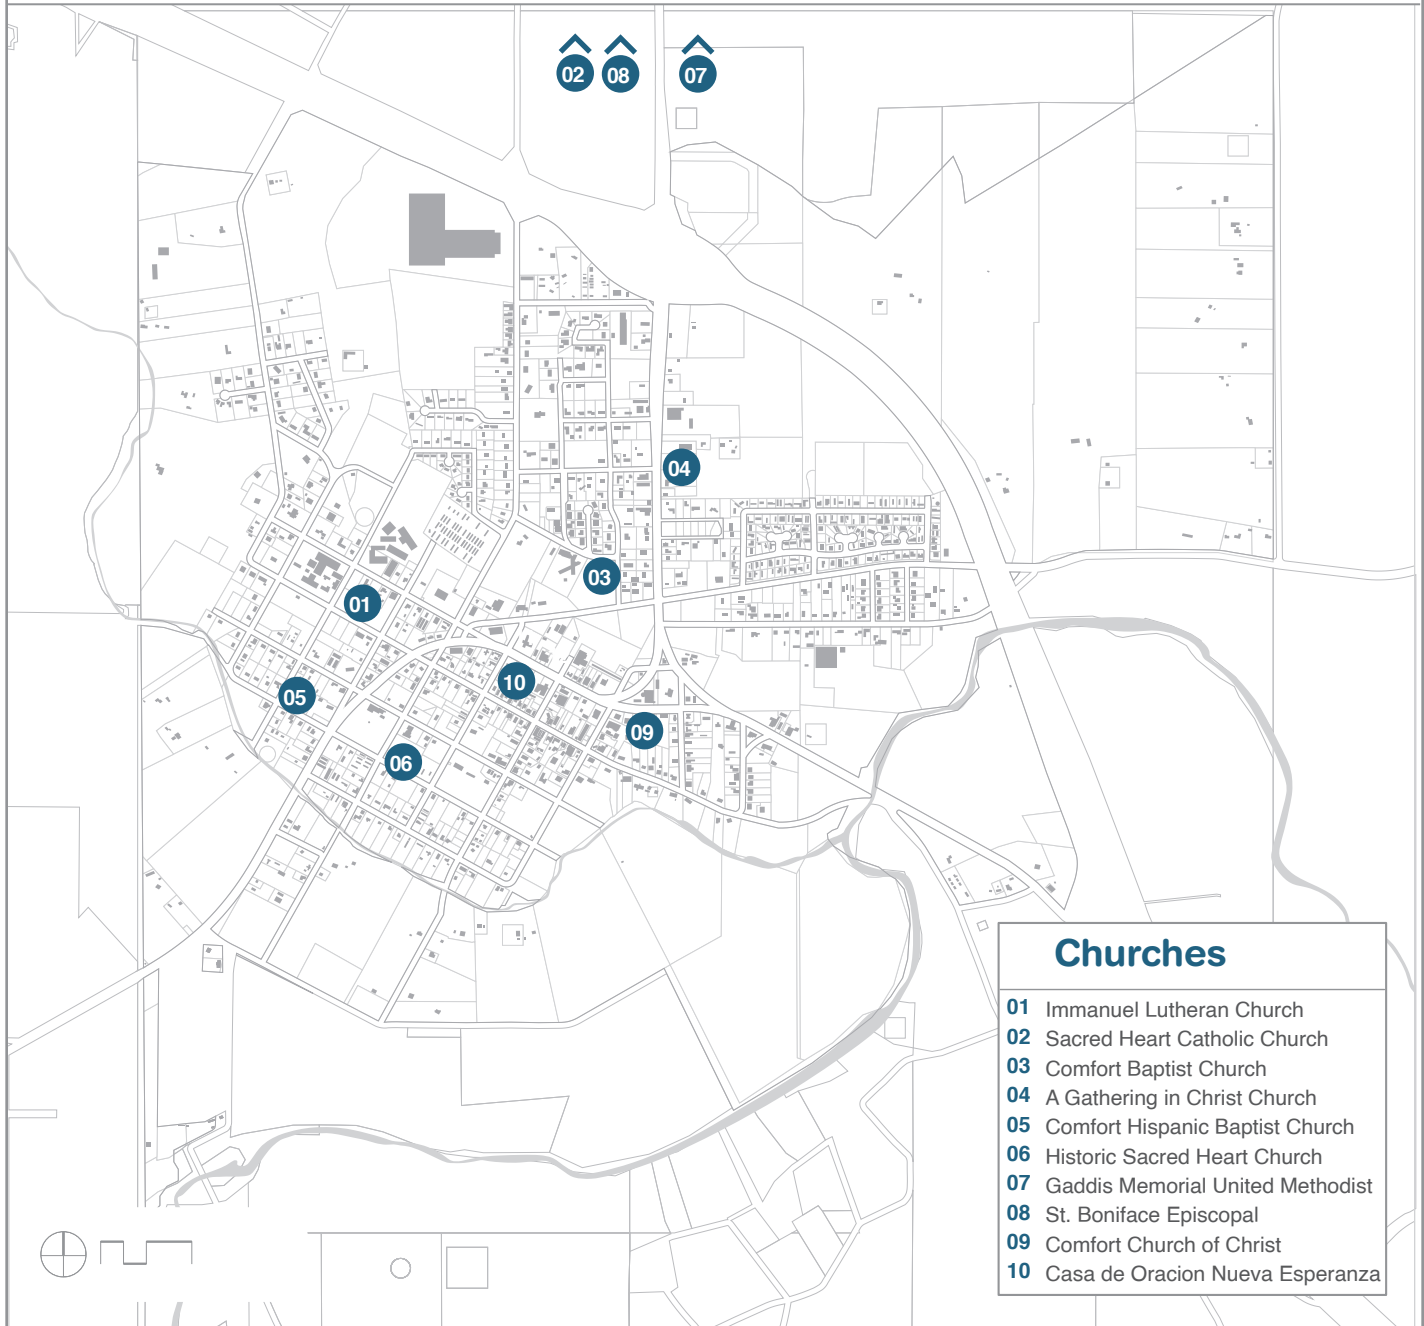 02 08 07
04
03
01
10
05
09
06
Churches
01 Immanuel Lutheran Church
02 Sacred Heart Catholic Church
03 Comfort Baptist Church
04 A Gathering in Christ Church
05 Comfort Hispanic Baptist Church
06 Historic Sacred Heart Church
07 Gaddis Memorial United Methodist
08 St. Boniface Episcopal
09 Comfort Church of Christ
10 Casa de Oracion Nueva Esperanza